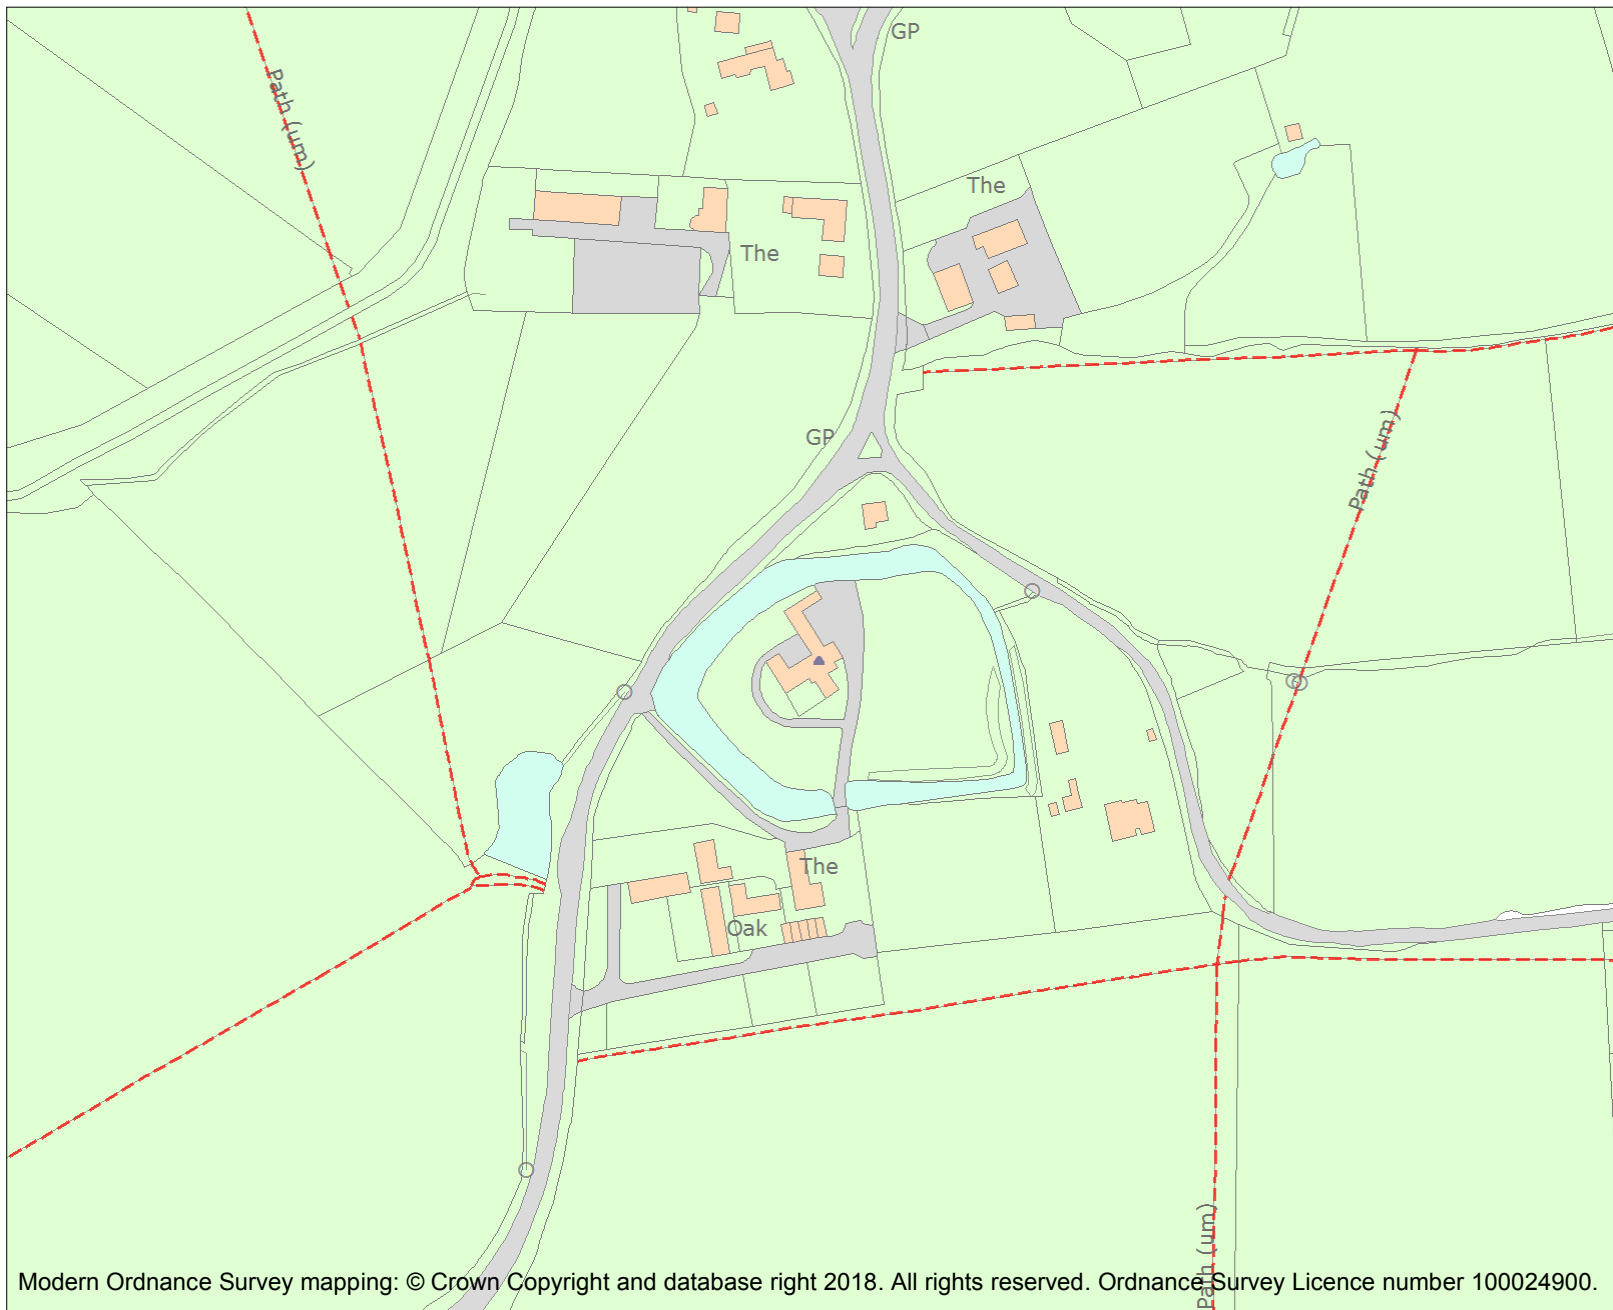 GP
Path (um)
The
The
GP
Path (um)
The
Oak
Path (um)
Modern Ordnance Survey mapping: © Crown Copyright and database right 2018. All rights reserved. Ordnance Survey Licence number 100024900.